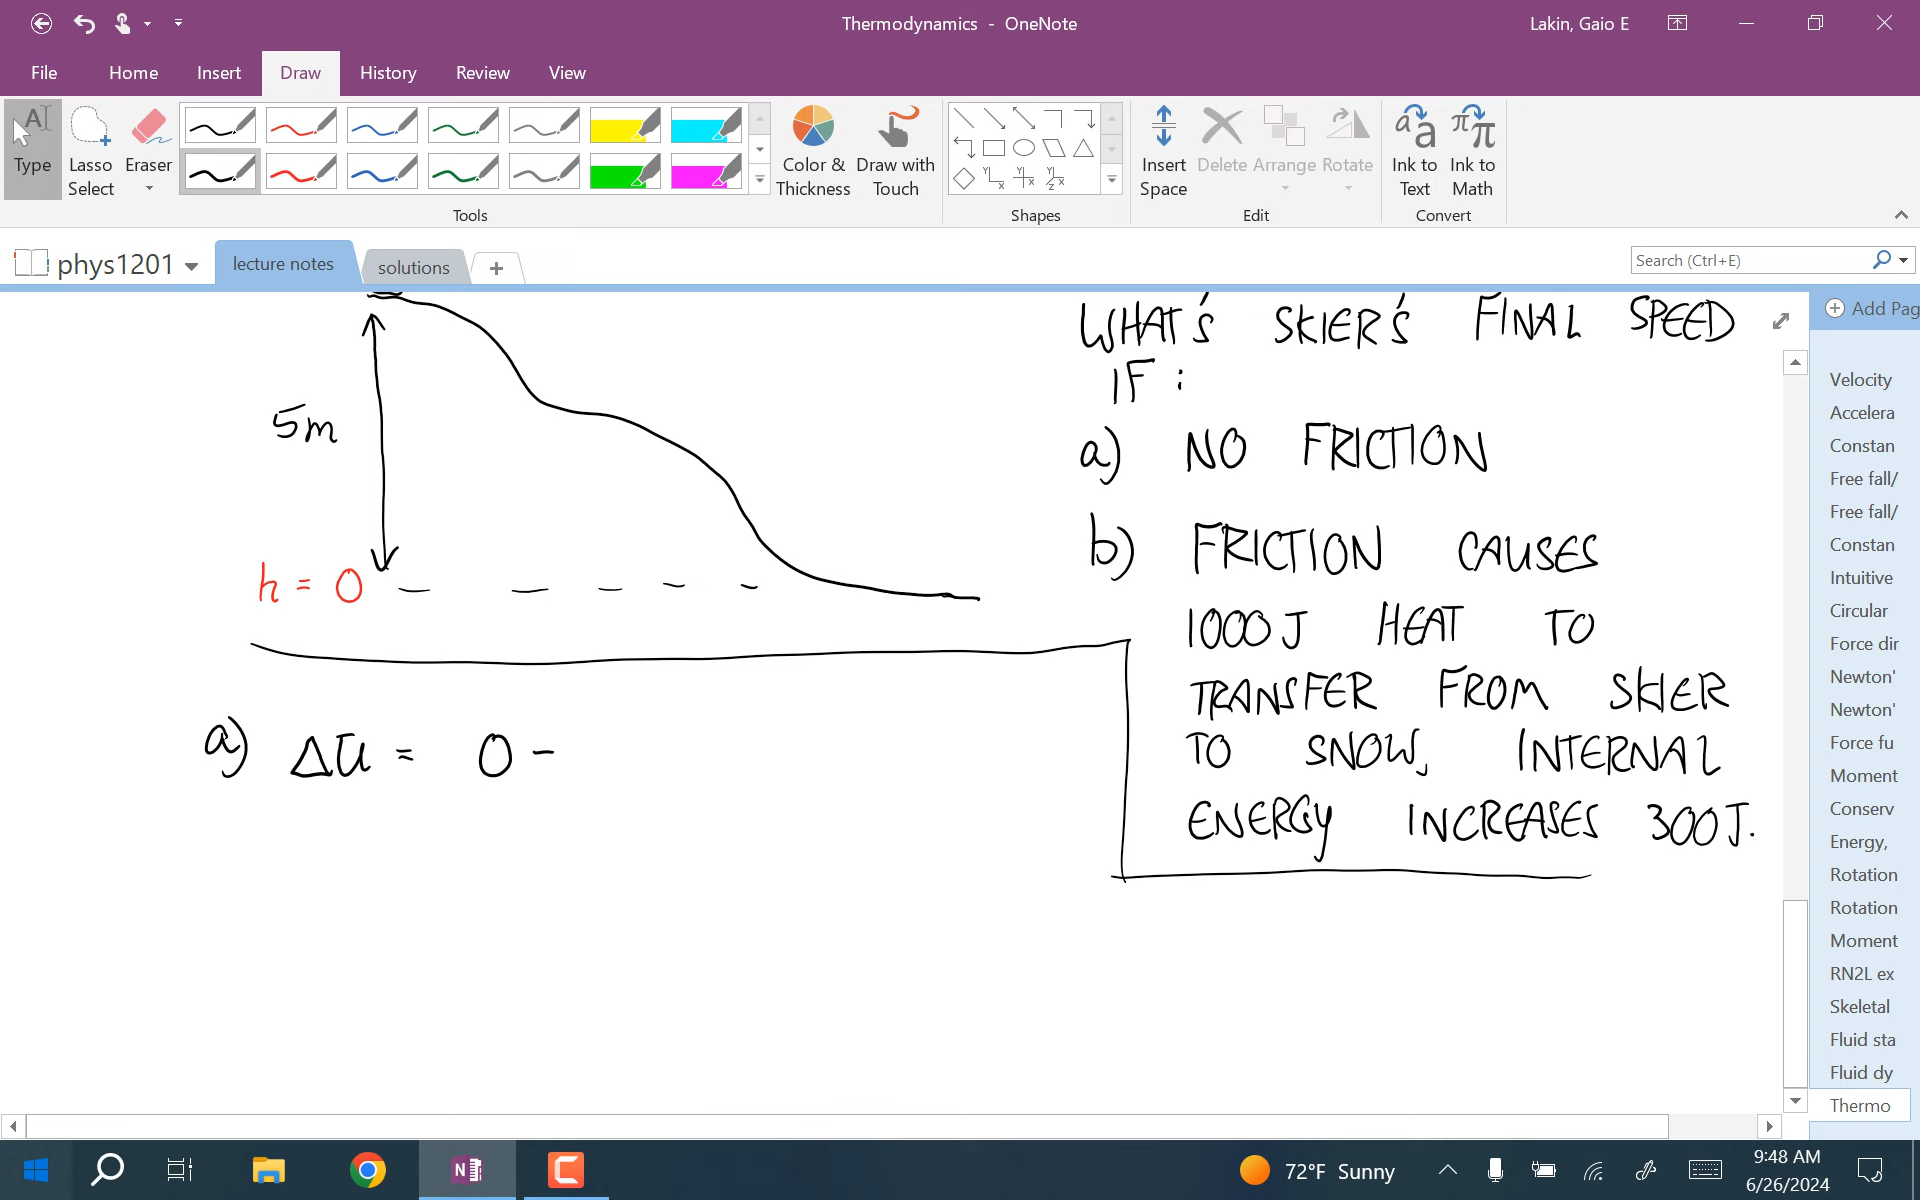 Thermodynamics - OneNote
Lakin, Gaio E
File Home Insert Draw History Review View
Type
Lasso Select
Eraser
Color & Thickness
Draw with Touch
Insert Space
Delete
Arrange
Rotate
Ink to Text
Ink to Math
Tools
Shapes
Edit
Convert
phys1201
lecture notes
solutions
Search (Ctrl+E)
WHAT'S SKIER'S FINAL SPEED
IF :
5m
a) NO FRICTION
b) FRICTION CAUSES
h = 0
1000J HEAT TO
TRANSFER FROM SKIER
TO SNOW, INTERNAL
ENERGY INCREASES 300J.
a) ΔU = 0 -
Add Pag
Velocity
Accelera
Constan
Free fall/
Free fall/
Constan
Intuitive
Circular
Force dir
Newton'
Newton'
Force fu
Moment
Conserv
Energy,
Rotation
Rotation
Moment
RN2L ex
Skeletal
Fluid sta
Fluid dy
Thermo
72°F Sunny
9:48 AM
6/26/2024